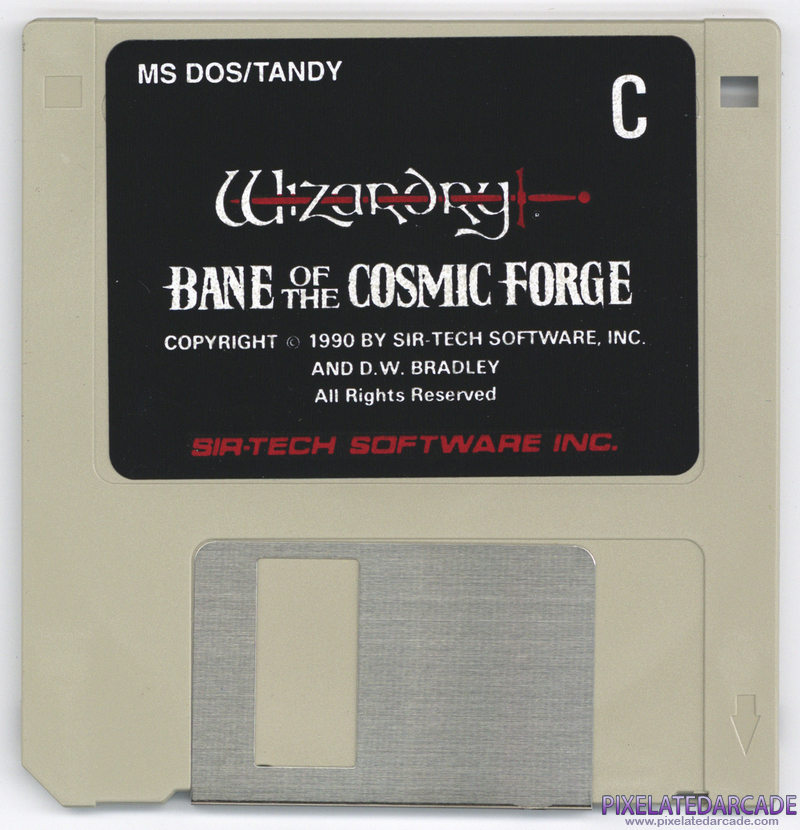 MS DOS/TANDY
C
Wizardry
BANE OF THE COSMIC FORGE
COPYRIGHT © 1990 BY SIR-TECH SOFTWARE, INC.
AND D.W. BRADLEY
All Rights Reserved
SIR-TECH SOFTWARE INC.
PIXELATEDARCADE
www.pixelatedarcade.com